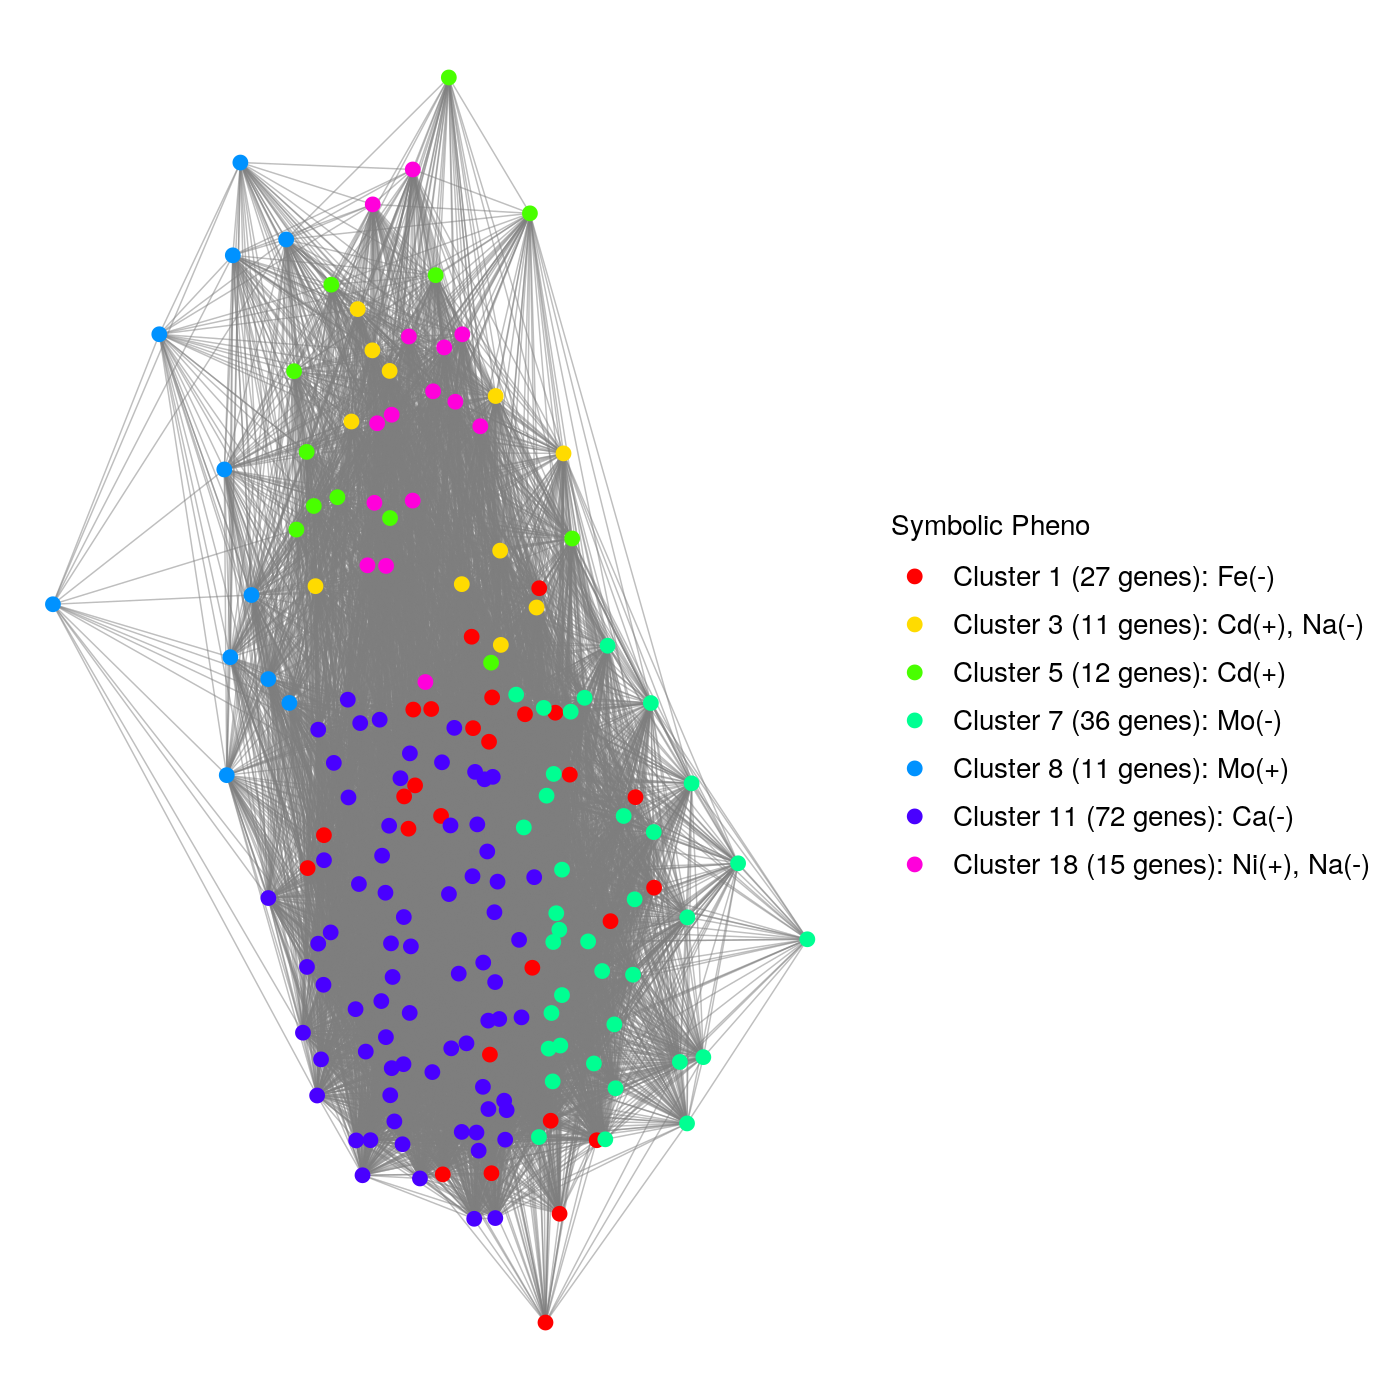 Symbolic Pheno
Cluster 1 (27 genes): Fe(-)
Cluster 3 (11 genes): Cd(+), Na(-)
Cluster 5 (12 genes): Cd(+)
Cluster 7 (36 genes): Mo(-)
Cluster 8 (11 genes): Mo(+)
Cluster 11 (72 genes): Ca(-)
Cluster 18 (15 genes): Ni(+), Na(-)